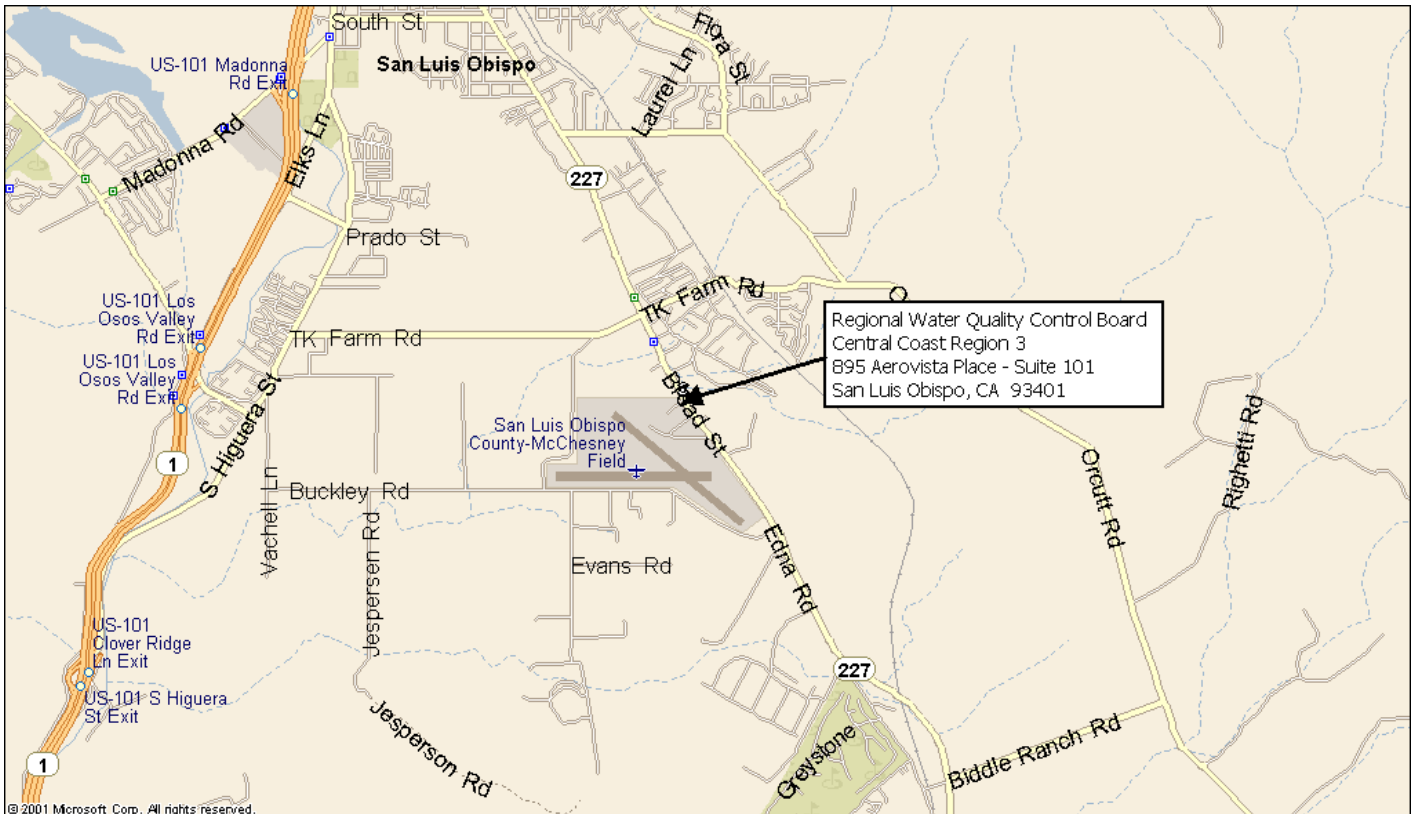 South St
Flora St
US-101 Madonna
Rd Exit
San Luis Obispo
Laurel Ln
Madonna Rd
Elks Ln
227
Prado St
TK Farm Rd
O
US-101 Los
Osos Valley
Rd Exit
TK Farm Rd
Regional Water Quality Control Board
Central Coast Region 3
895 Aerovista Place - Suite 101
San Luis Obispo, CA 93401
US-101 Los
Osos Valley
Rd Exit
Broad St
S Higuera St
San Luis Obispo
County-McChesney
Field
Righetti Rd
1
Orcutt Rd
Buckley Rd
Vachell Ln
Jespersen Rd
Evans Rd
Edna Rd
US-101
Clover Ridge
Ln Exit
227
US-101 S Higuera
St Exit
Jesperson Rd
Greystone
Biddle Ranch Rd
1
© 2001 Microsoft Corp. All rights reserved.